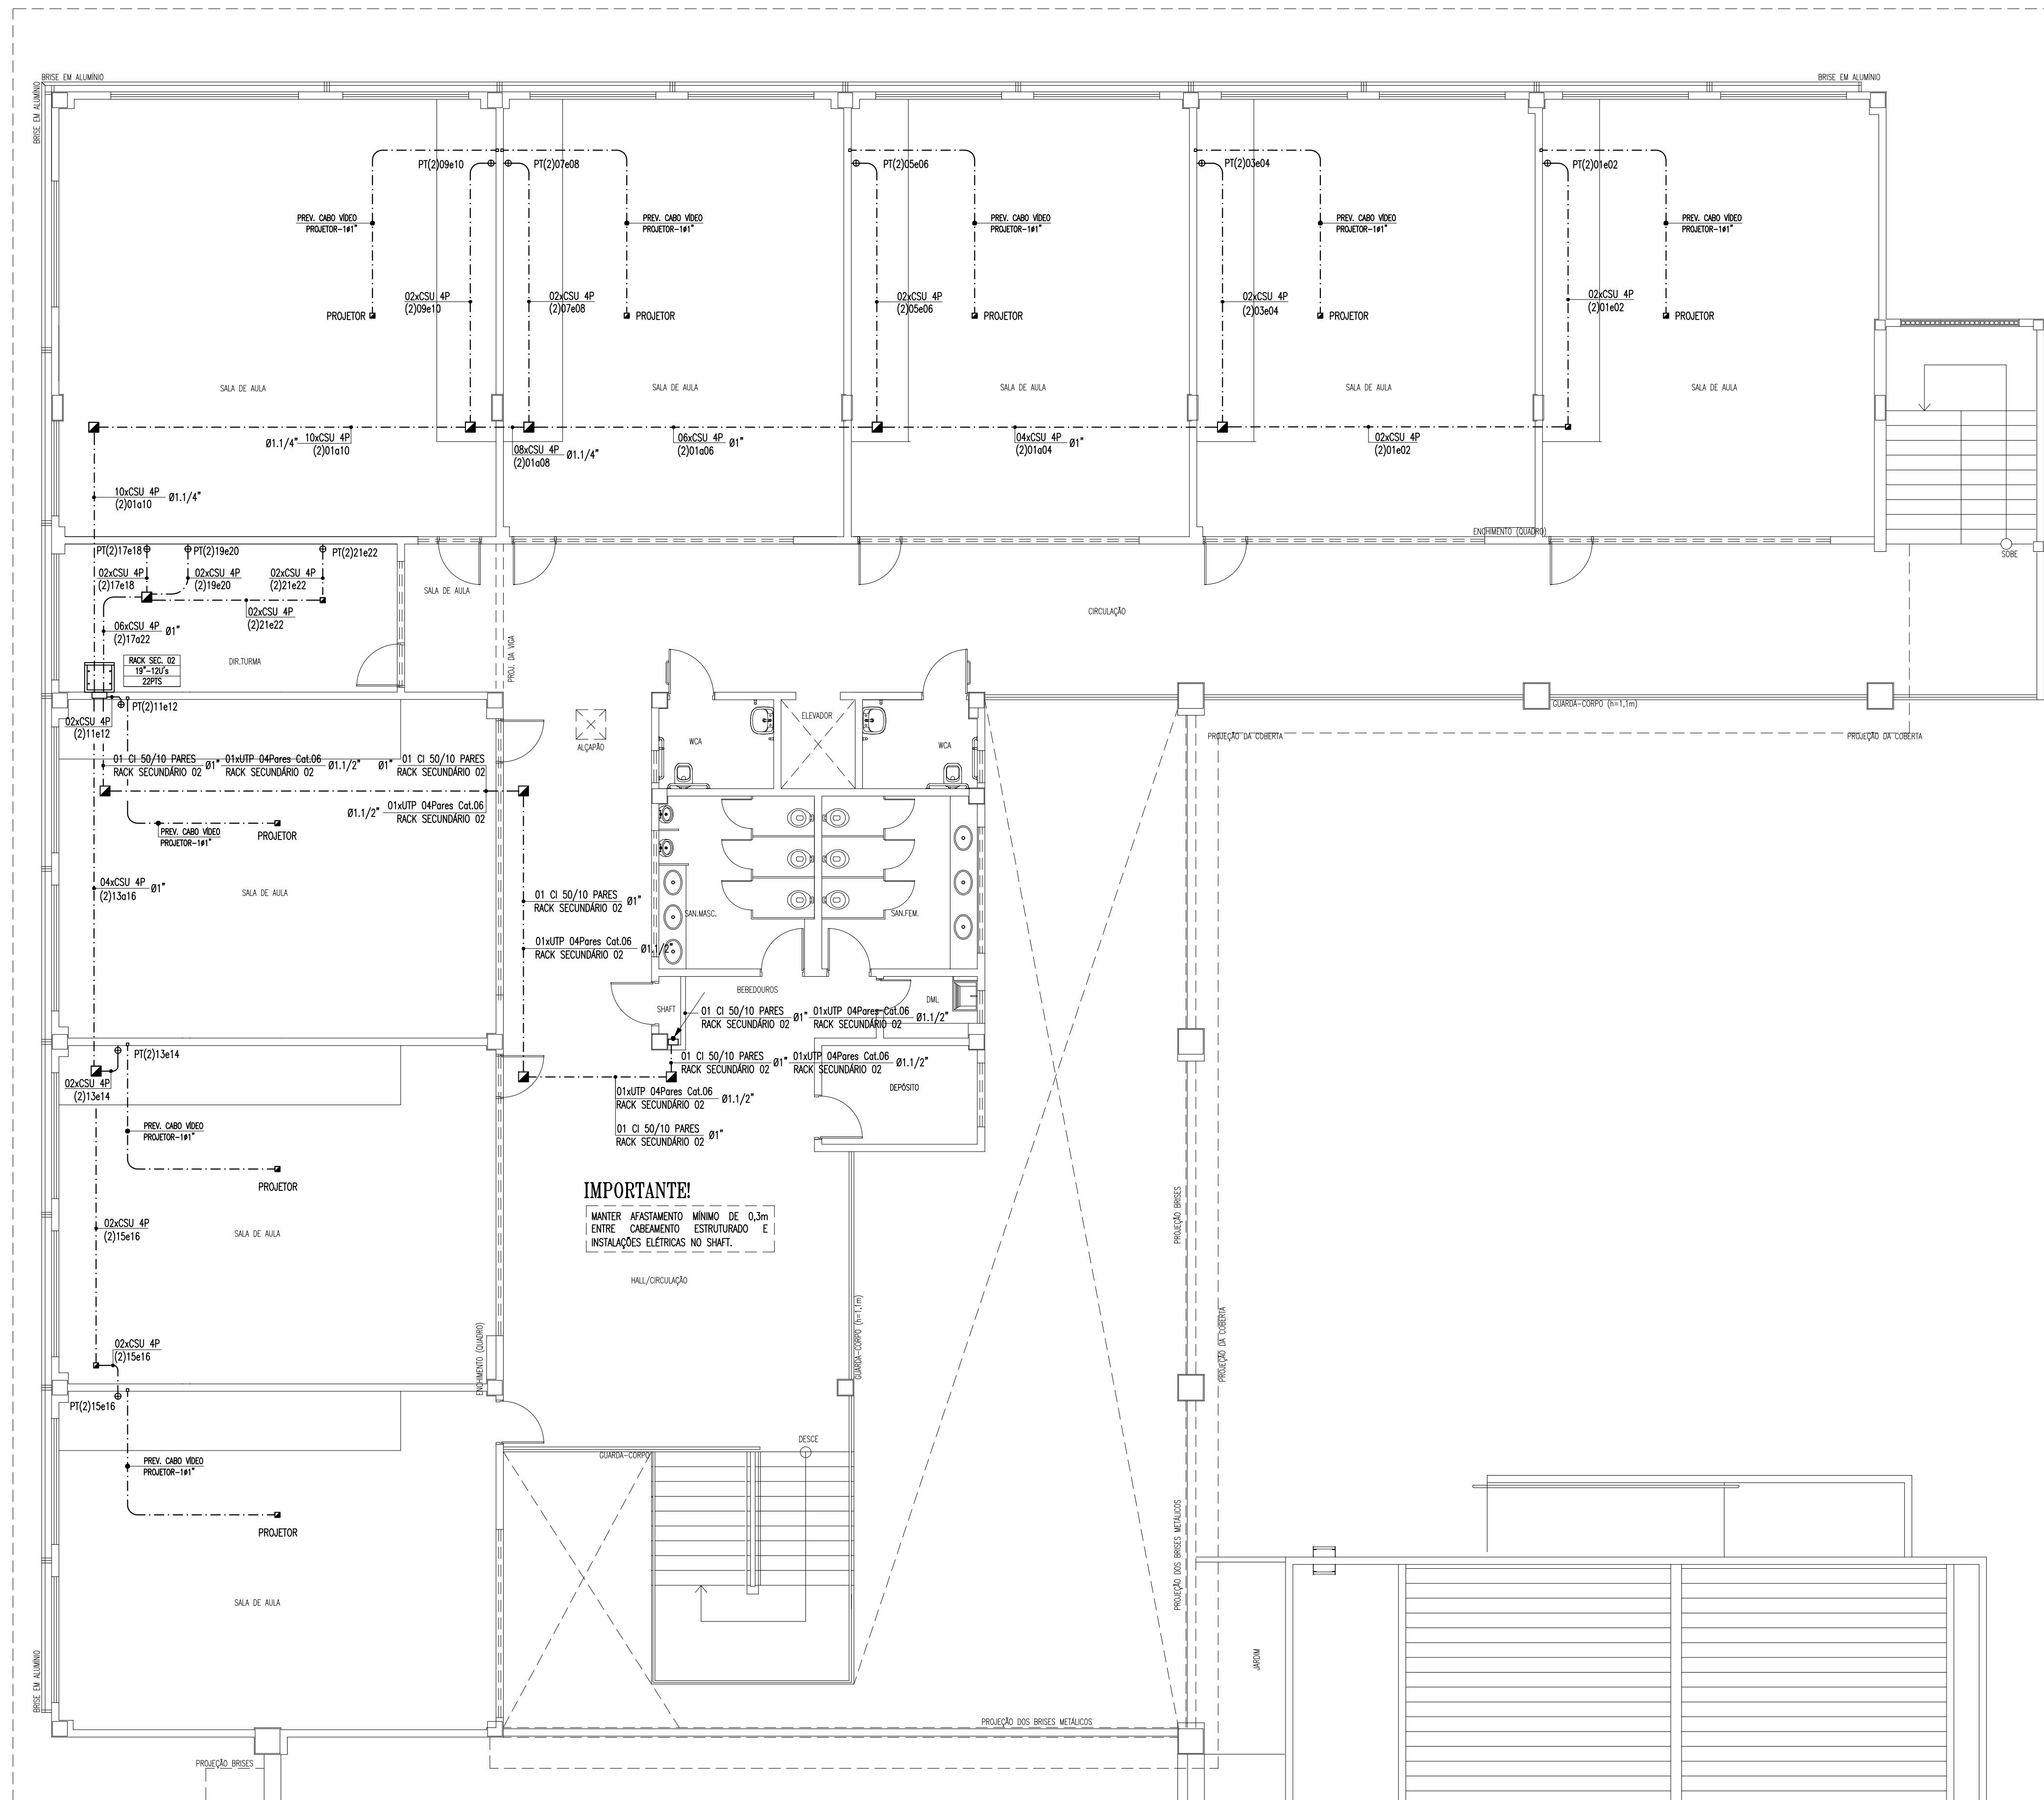 BRISE EM ALUMÍNIO
BRISE EM ALUMÍNIO
BRISE EM ALUMÍNIO
PT(2)09e10
PT(2)07e08
PT(2)05e06
PT(2)03e04
PT(2)01e02
PREV. CABO VÍDEO
PROJETOR-1ø1"
PREV. CABO VÍDEO
PROJETOR-1ø1"
PREV. CABO VÍDEO
PROJETOR-1ø1"
PREV. CABO VÍDEO
PROJETOR-1ø1"
PREV. CABO VÍDEO
PROJETOR-1ø1"
02xCSU 4P
(2)09e10
02xCSU 4P
(2)07e08
02xCSU 4P
(2)05e06
02xCSU 4P
(2)03e04
02xCSU 4P
(2)01e02
PROJETOR
PROJETOR
PROJETOR
PROJETOR
PROJETOR
SALA DE AULA
SALA DE AULA
SALA DE AULA
SALA DE AULA
SALA DE AULA
Ø1.1/4" 10xCSU 4P
(2)01a10
08xCSU 4P Ø1.1/4"
(2)01a08
06xCSU 4P Ø1"
(2)01a06
04xCSU 4P Ø1"
(2)01a04
02xCSU 4P
(2)01e02
10xCSU 4P Ø1.1/4"
(2)01a10
ENCHIMENTO (QUADRO)
SOBE
PT(2)17e18
PT(2)19e20
PT(2)21e22
02xCSU 4P
(2)17e18
02xCSU 4P
(2)19e20
02xCSU 4P
(2)21e22
SALA DE AULA
CIRCULAÇÃO
02xCSU 4P
(2)21e22
06xCSU 4P Ø1"
(2)17a22
PROJ. DA VIGA
RACK SEC. 02
19"-12U's
22PTS
DIR.TURMA
PT(2)11e12
02xCSU 4P
(2)11e12
ALÇAPÃO
ELEVADOR
WCA
WCA
GUARDA-CORPO (h=1,1m)
PROJEÇÃO DA COBERTA
PROJEÇÃO DA COBERTA
01 CI 50/10 PARES
RACK SECUNDÁRIO 02 Ø1"
01xUTP 04Pares Cat.06
RACK SECUNDÁRIO 02 Ø1.1/2"
Ø1" 01 CI 50/10 PARES
RACK SECUNDÁRIO 02
Ø1.1/2" 01xUTP 04Pares Cat.06
RACK SECUNDÁRIO 02
PREV. CABO VÍDEO
PROJETOR-1ø1"
PROJETOR
04xCSU 4P Ø1"
(2)13a16
SALA DE AULA
01 CI 50/10 PARES
RACK SECUNDÁRIO 02 Ø1"
01xUTP 04Pares Cat.06
RACK SECUNDÁRIO 02 Ø1.1/2"
SAN.MASC.
SAN.FEM.
BEBEDOUROS
SHAFT
DML
01 CI 50/10 PARES
RACK SECUNDÁRIO 02 Ø1"
01xUTP 04Pares Cat.06
RACK SECUNDÁRIO 02 Ø1.1/2"
01 CI 50/10 PARES
RACK SECUNDÁRIO 02 Ø1"
01xUTP 04Pares Cat.06
RACK SECUNDÁRIO 02 Ø1.1/2"
DEPÓSITO
01xUTP 04Pares Cat.06
RACK SECUNDÁRIO 02 Ø1.1/2"
01 CI 50/10 PARES
RACK SECUNDÁRIO 02 Ø1"
PT(2)13e14
02xCSU 4P
(2)13e14
PREV. CABO VÍDEO
PROJETOR-1ø1"
PROJETOR
02xCSU 4P
(2)15e16
SALA DE AULA
IMPORTANTE!
MANTER AFASTAMENTO MÍNIMO DE 0,3m
ENTRE CABEAMENTO ESTRUTURADO E
INSTALAÇÕES ELÉTRICAS NO SHAFT.
HALL/CIRCULAÇÃO
PROJEÇÃO BRISES
PROJEÇÃO DA COBERTA
GUARDA-CORPO (h=1,1m)
ENCHIMENTO (QUADRO)
02xCSU 4P
(2)15e16
PT(2)15e16
PREV. CABO VÍDEO
PROJETOR-1ø1"
PROJETOR
SALA DE AULA
GUARDA-CORPO
DESCE
PROJEÇÃO DOS BRISES METÁLICOS
JARDIM
BRISE EM ALUMÍNIO
PROJEÇÃO DOS BRISES METÁLICOS
PROJEÇÃO BRISES